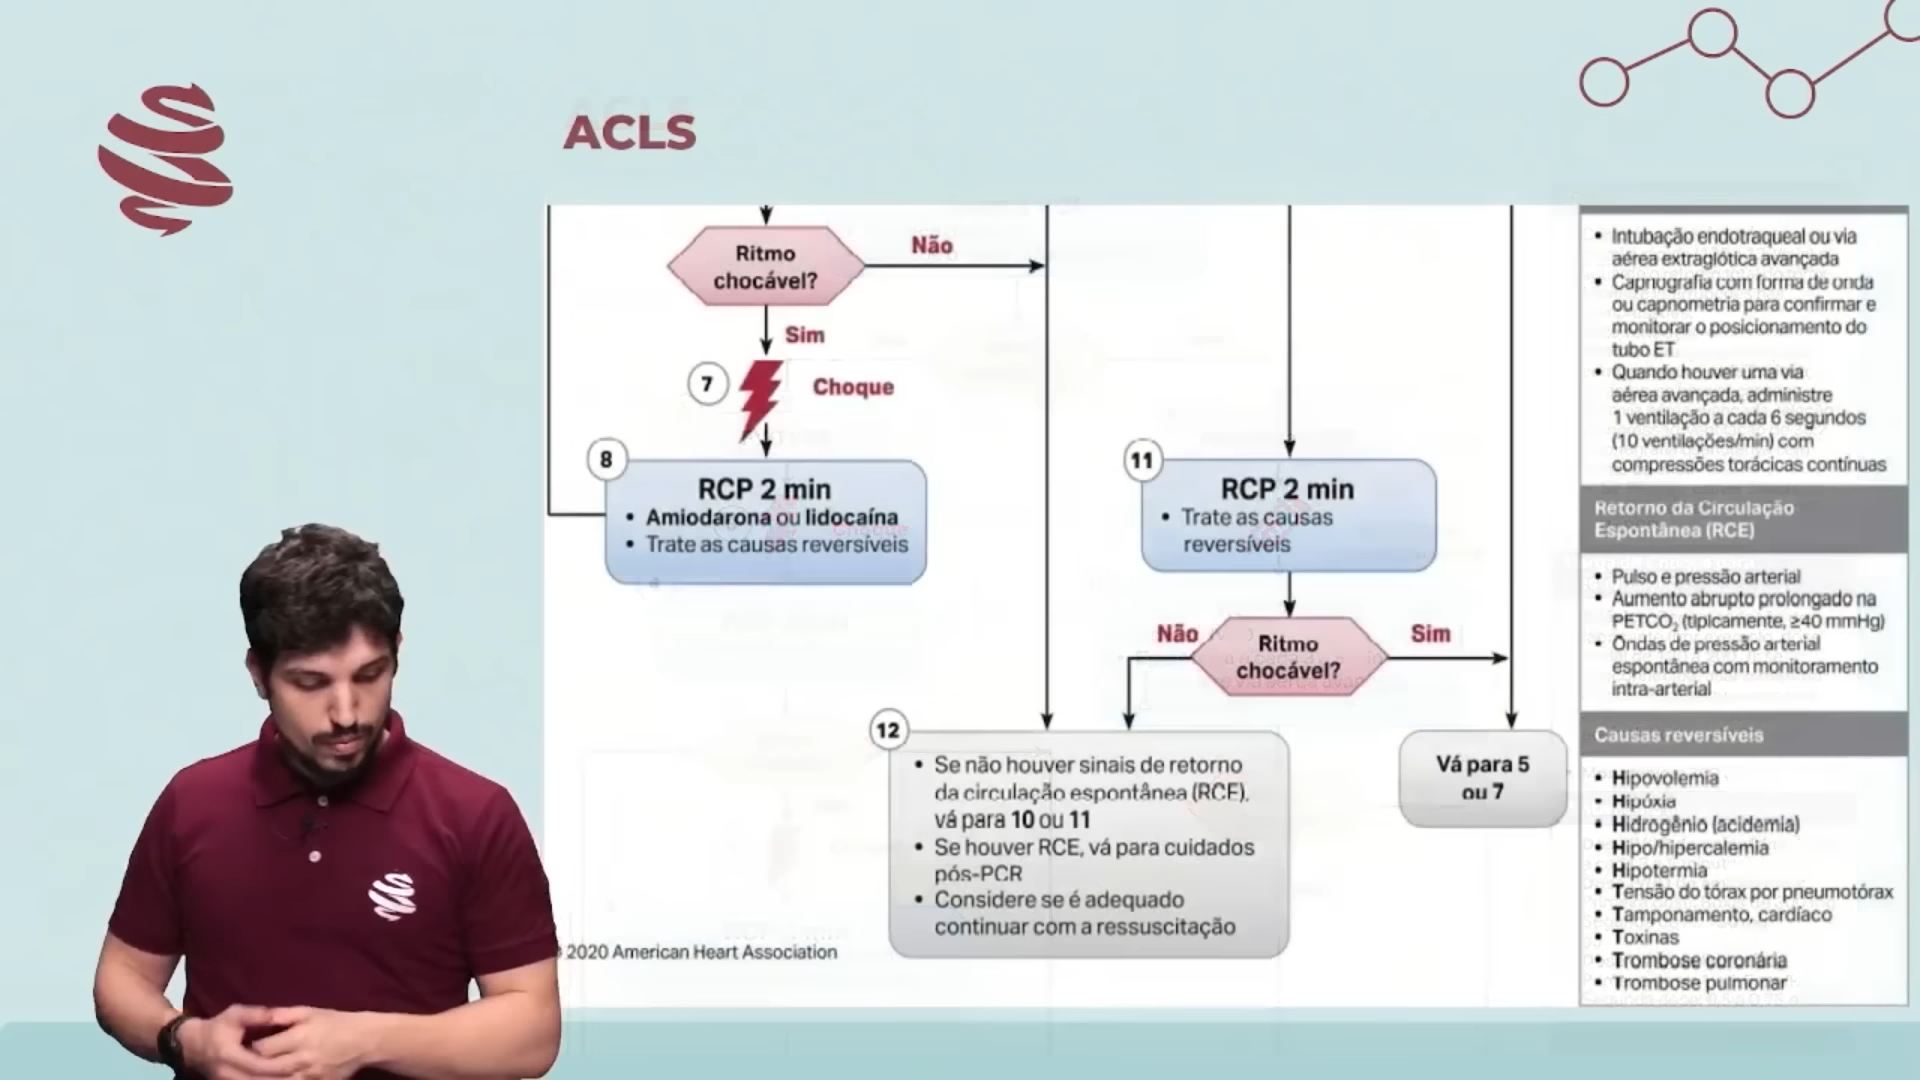 ACLS
Ritmo
chocável?
Não
Sim
7
Choque
8
RCP 2 min
• Amiodarona ou lidocaína
• Trate as causas reversíveis
11
RCP 2 min
• Trate as causas
reversíveis
Não
Ritmo
chocável?
Sim
12
• Se não houver sinais de retorno
da circulação espontânea (RCE),
vá para 10 ou 11
• Se houver RCE, vá para cuidados
pós-PCR
• Considere se é adequado
continuar com a ressuscitação
Vá para 5
ou 7
2020 American Heart Association
• Intubação endotraqueal ou via
aérea extraglótica avançada
• Capnografia com forma de onda
ou capnometria para confirmar e
monitorar o posicionamento do
tubo ET
• Quando houver uma via
aérea avançada, administre
1 ventilação a cada 6 segundos
(10 ventilações/min) com
compressões torácicas contínuas
Retorno da Circulação
Espontânea (RCE)
• Pulso e pressão arterial
• Aumento abrupto prolongado na
PETCO₂ (tipicamente, ≥40 mmHg)
• Ondas de pressão arterial
espontânea com monitoramento
intra-arterial
Causas reversíveis
• Hipovolemia
• Hipóxia
• Hidrogênio (acidemia)
• Hipo/hipercalemia
• Hipotermia
• Tensão do tórax por pneumotórax
• Tamponamento, cardíaco
• Toxinas
• Trombose coronária
• Trombose pulmonar